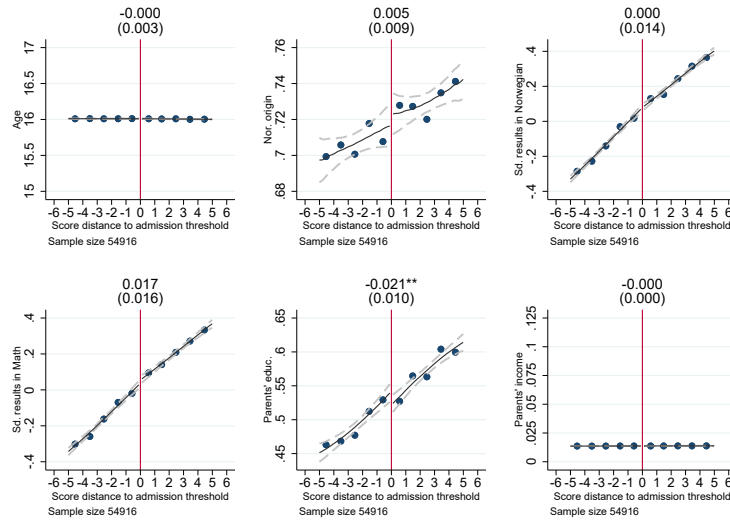 -0.000
(0.003)
Age
17
16.5
16
15.5
15
-6 -5 -4 -3 -2 -1 0 1 2 3 4 5 6
Score distance to admission threshold
Sample size 54916
0.005
(0.009)
Nor. origin
.76
.74
.72
.7
.68
-6 -5 -4 -3 -2 -1 0 1 2 3 4 5 6
Score distance to admission threshold
Sample size 54916
0.000
(0.014)
Sd. results in Norwegian
.4
.2
0
-.2
-.4
-6 -5 -4 -3 -2 -1 0 1 2 3 4 5 6
Score distance to admission threshold
Sample size 54916
0.017
(0.016)
Sd. results in Math
.4
.2
0
-.2
-.4
-6 -5 -4 -3 -2 -1 0 1 2 3 4 5 6
Score distance to admission threshold
Sample size 54916
-0.021**
(0.010)
Parents' educ.
.65
.6
.55
.5
.45
-6 -5 -4 -3 -2 -1 0 1 2 3 4 5 6
Score distance to admission threshold
Sample size 54916
-0.000
(0.000)
Parents' income
.125
.1
.075
.05
.025
0
-6 -5 -4 -3 -2 -1 0 1 2 3 4 5 6
Score distance to admission threshold
Sample size 54916